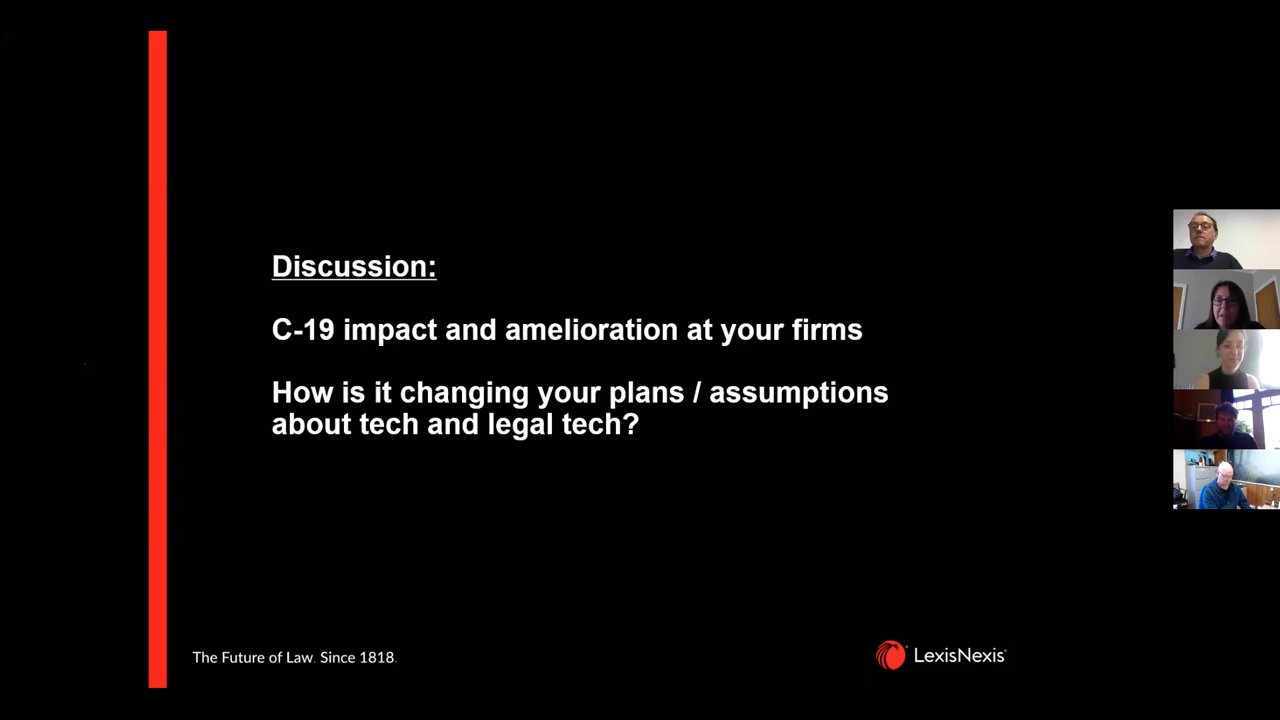 Discussion:
C-19 impact and amelioration at your firms
How is it changing your plans / assumptions
about tech and legal tech?
The Future of Law. Since 1818.
LexisNexis®